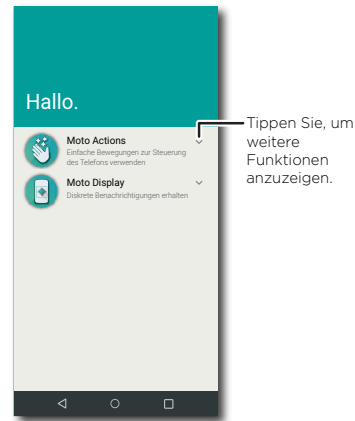 Hallo.
Moto Actions
Einfache Bewegungen zur Steuerung
des Telefons verwenden
Moto Display
Diskrete Benachrichtigungen erhalten
Tippen Sie, um
weitere
Funktionen
anzuzeigen.